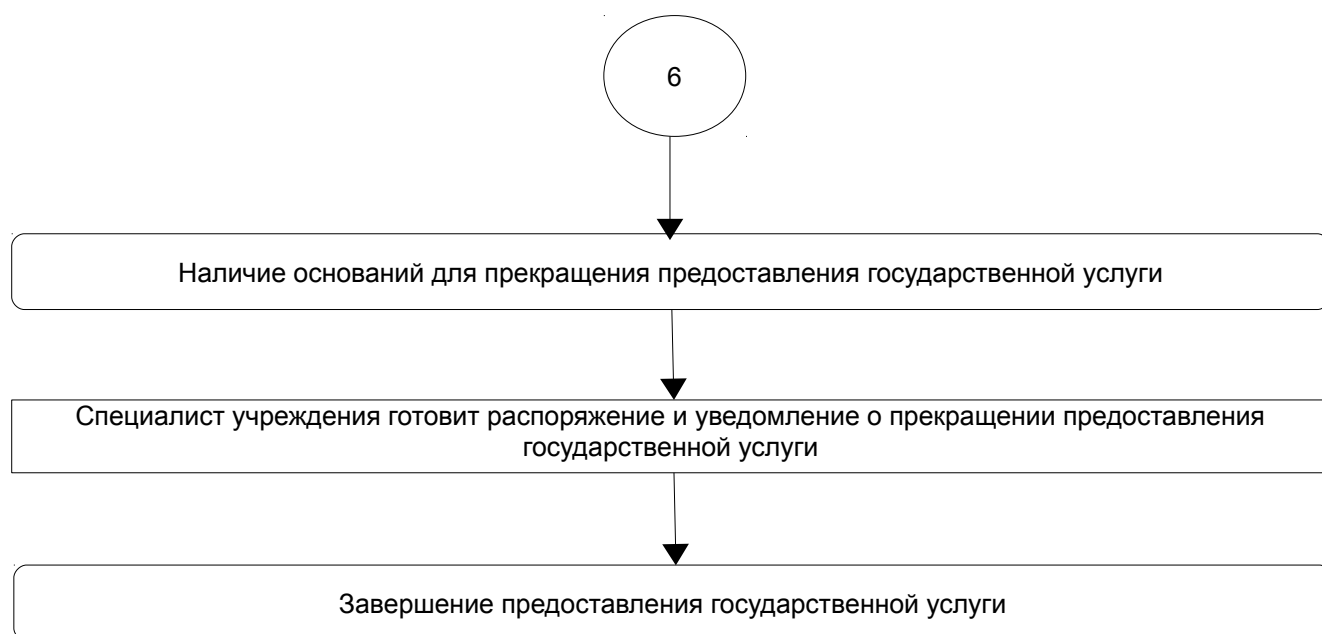 6
Наличие оснований для прекращения предоставления государственной услуги
Специалист учреждения готовит распоряжение и уведомление о прекращении предоставления
государственной услуги
Завершение предоставления государственной услуги